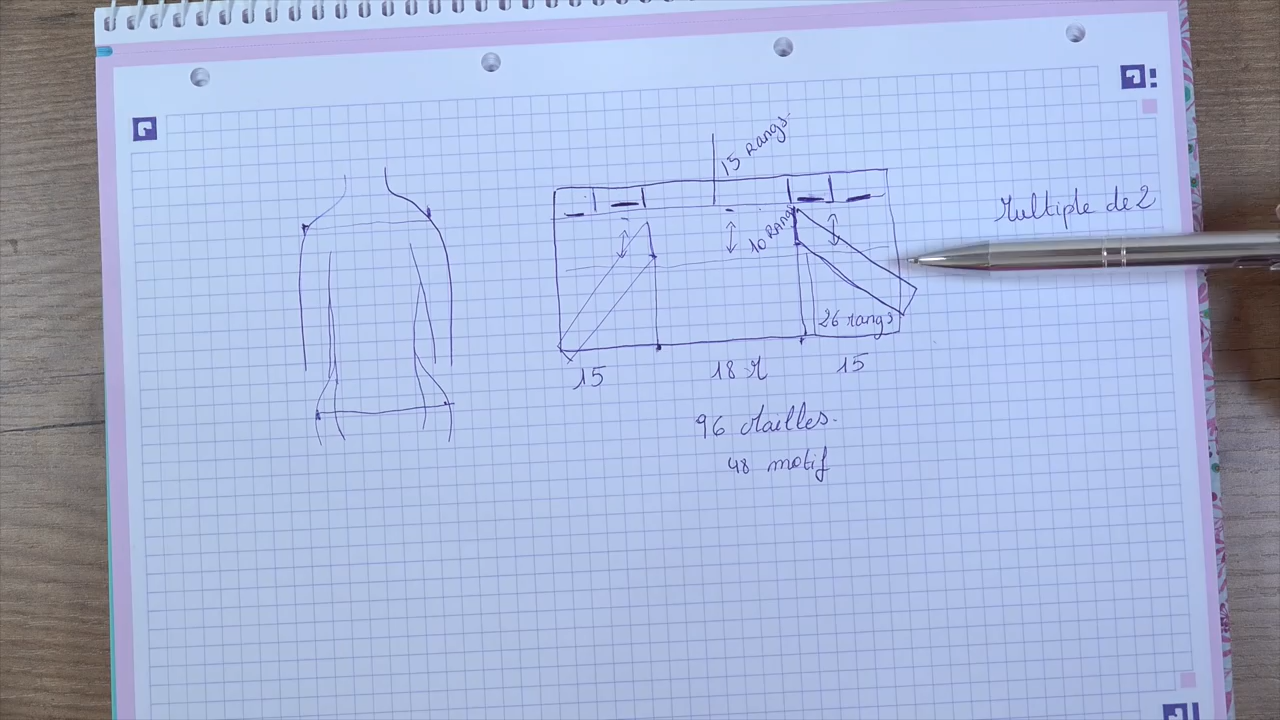 15 Rangs
Multiple de 2
10 Rangs
26 rangs
15
18 M
15
96 Mailles.
48 motif